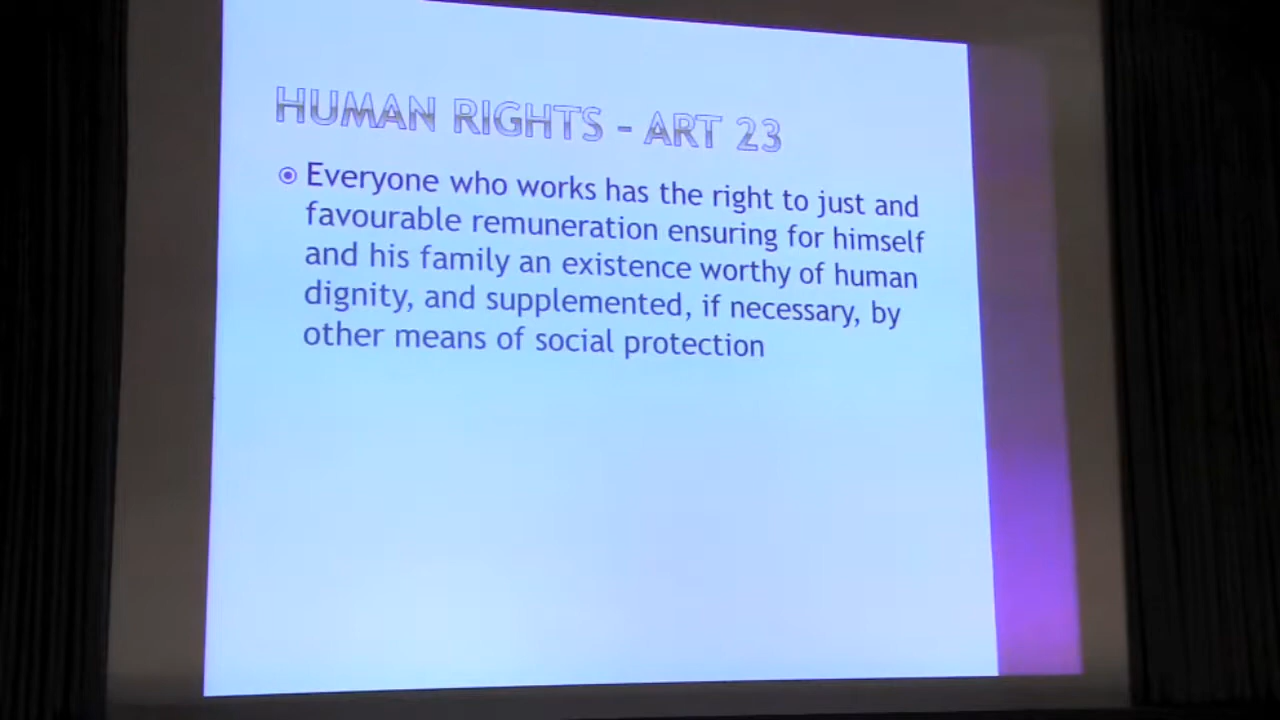 HUMAN RIGHTS - ART 23
Everyone who works has the right to just and
favourable remuneration ensuring for himself
and his family an existence worthy of human
dignity, and supplemented, if necessary, by
other means of social protection